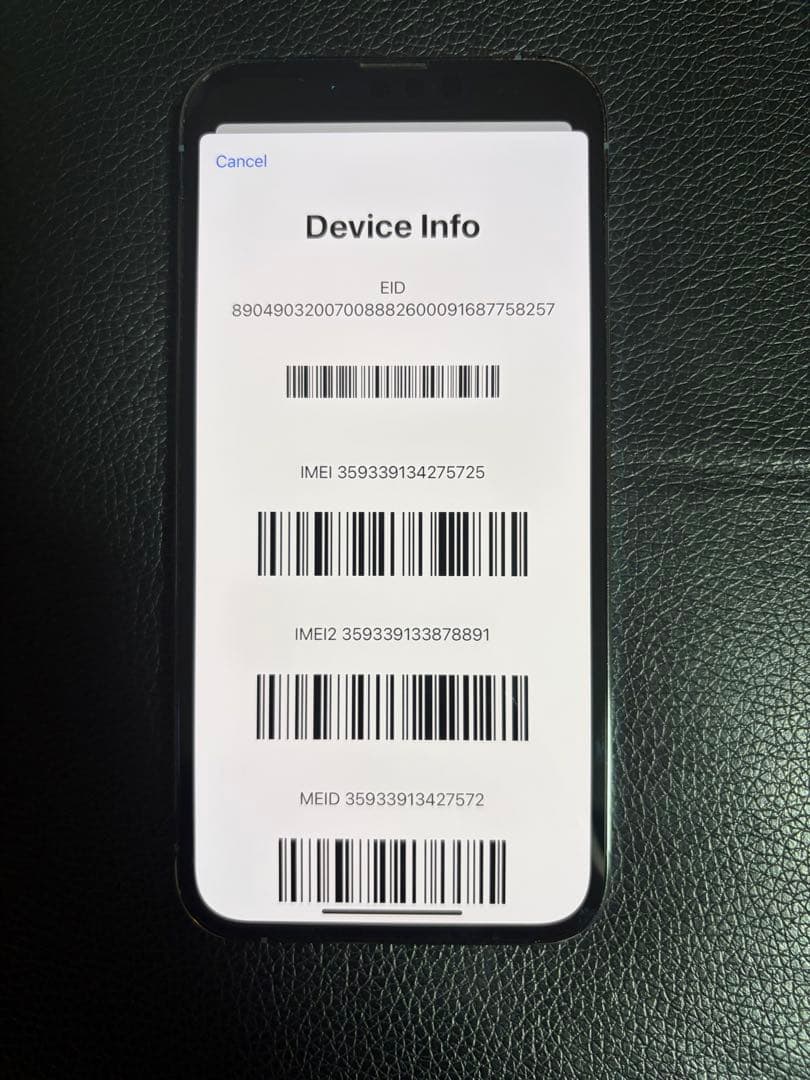 Cancel
Device Info
EID
89049032007008882600091687758257
IMEI 359339134275725
IMEI2 359339133878891
MEID 35933913427572